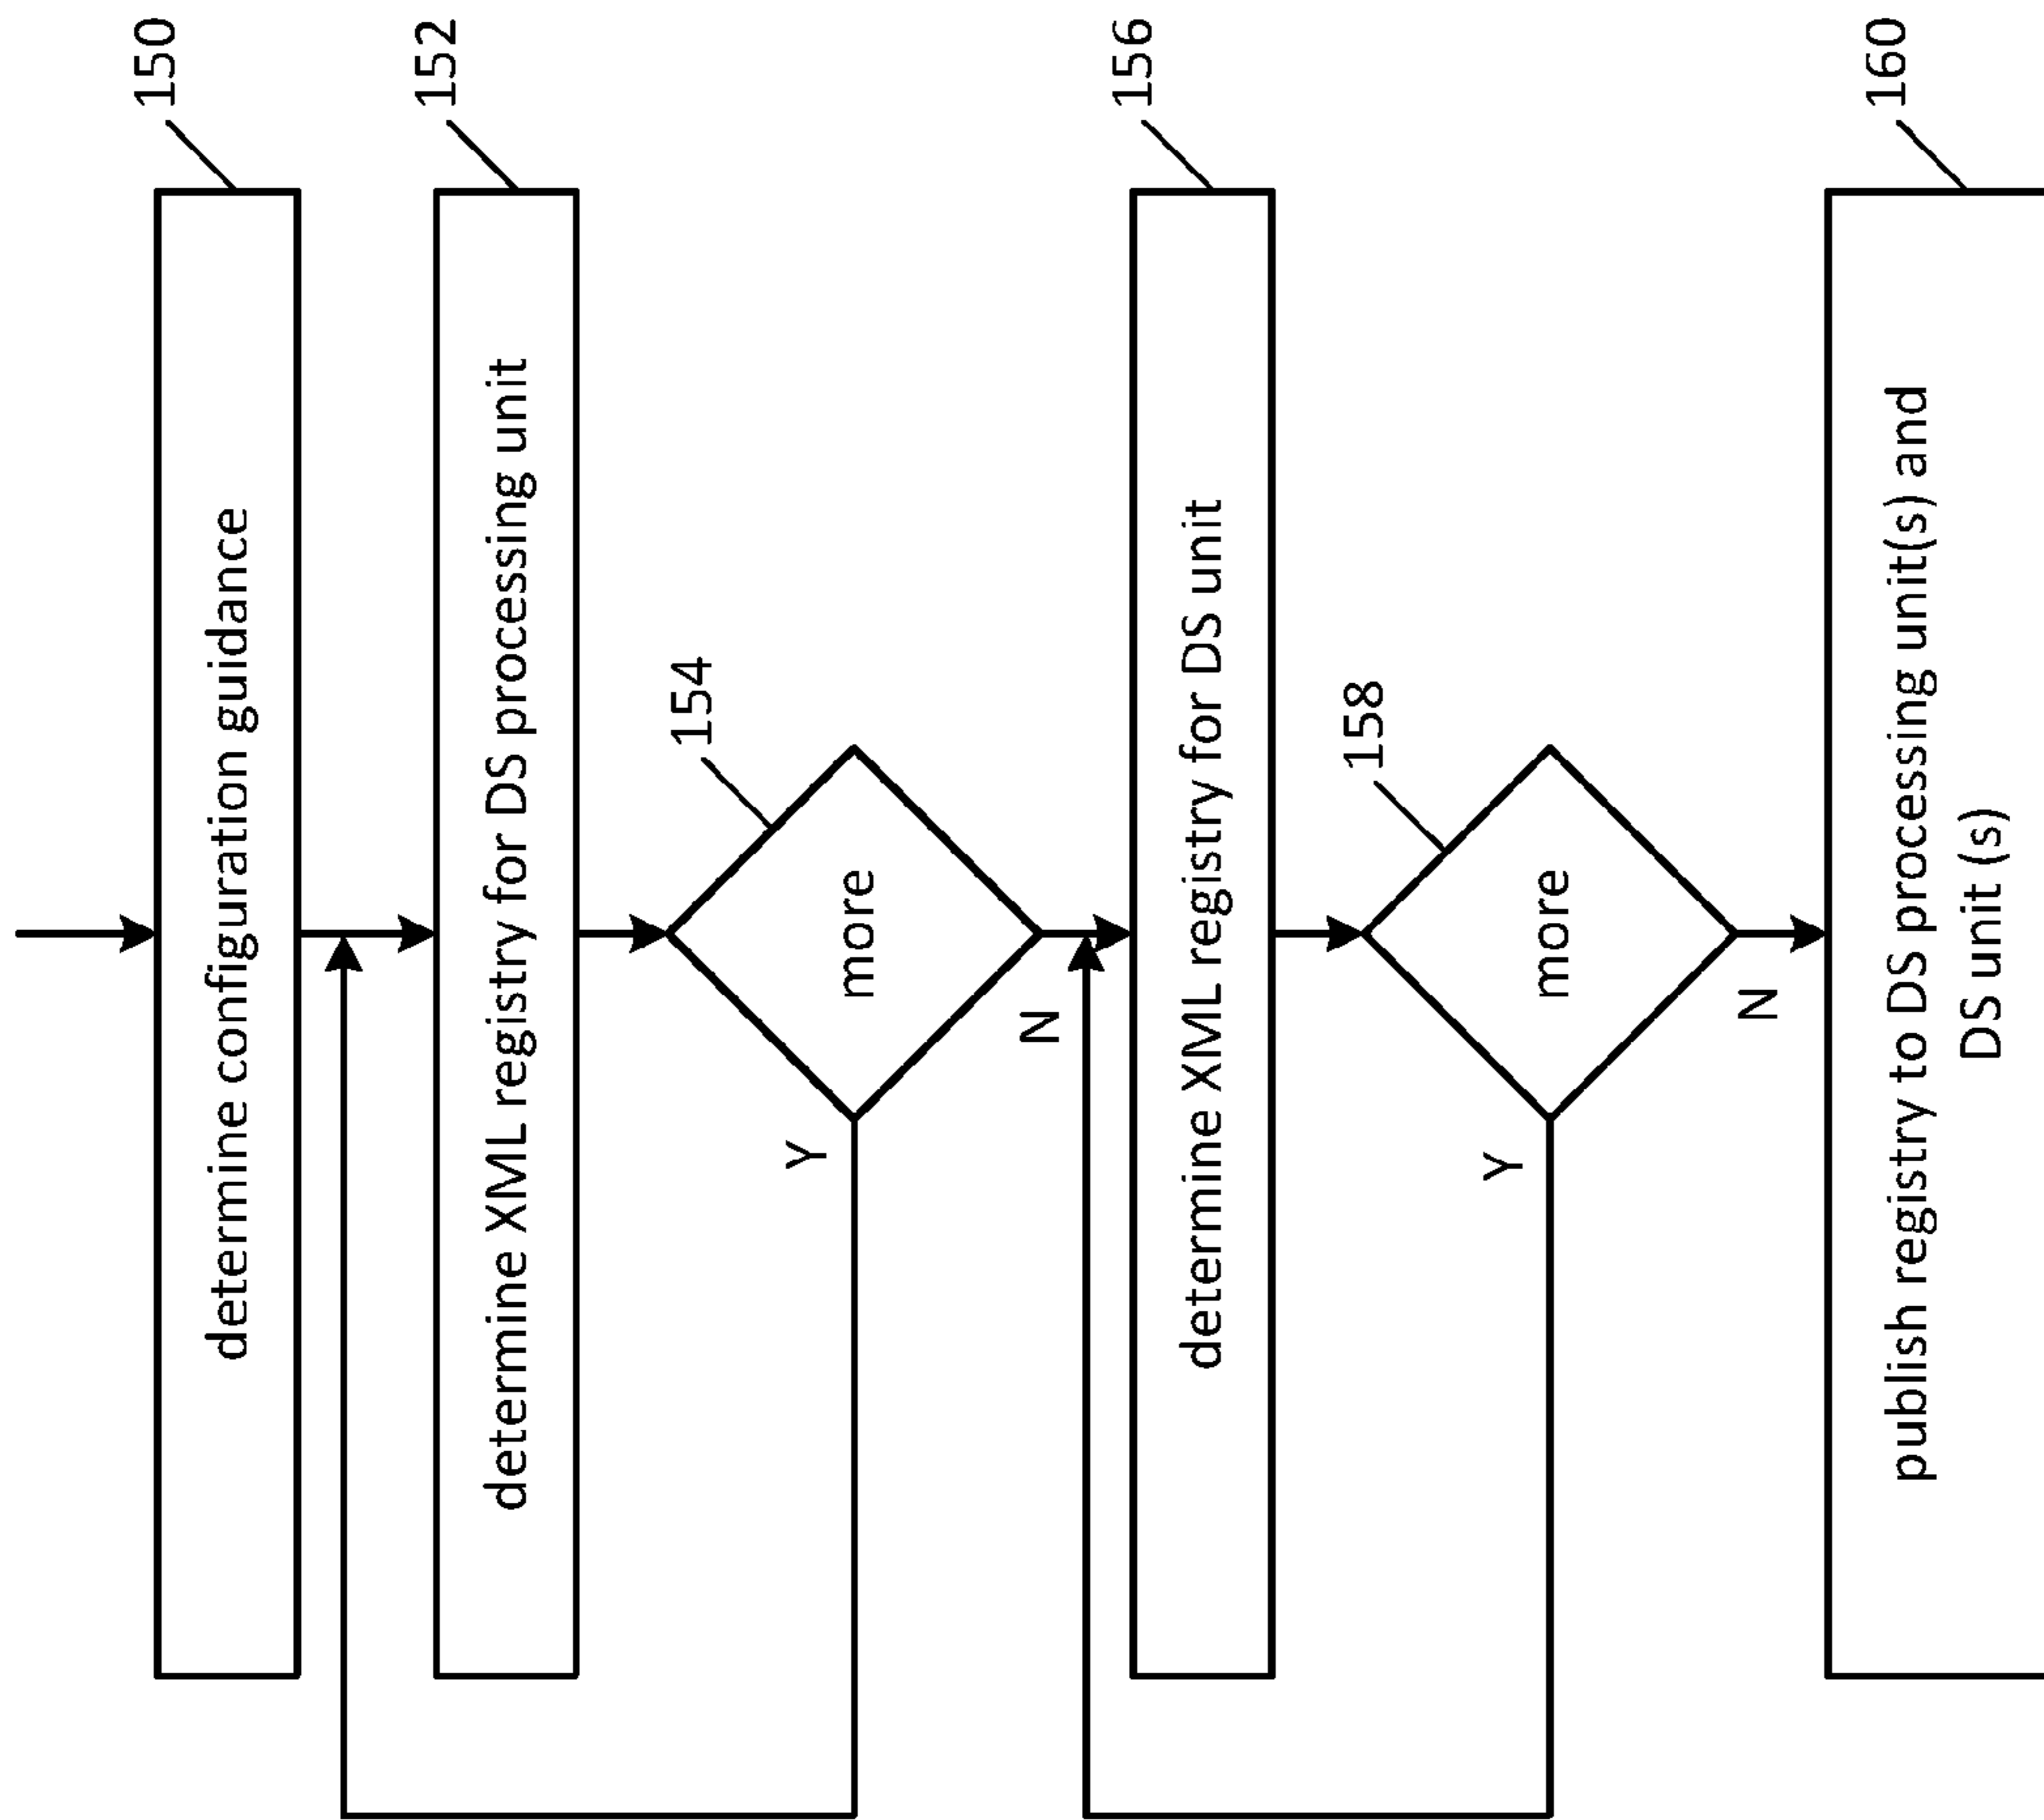 150
determine configuration guidance
152
determine XML registry for DS processing unit
154
more
Y
N
156
determine XML registry for DS unit
158
more
Y
N
160
publish registry to DS processing unit(s) and
DS unit (s)